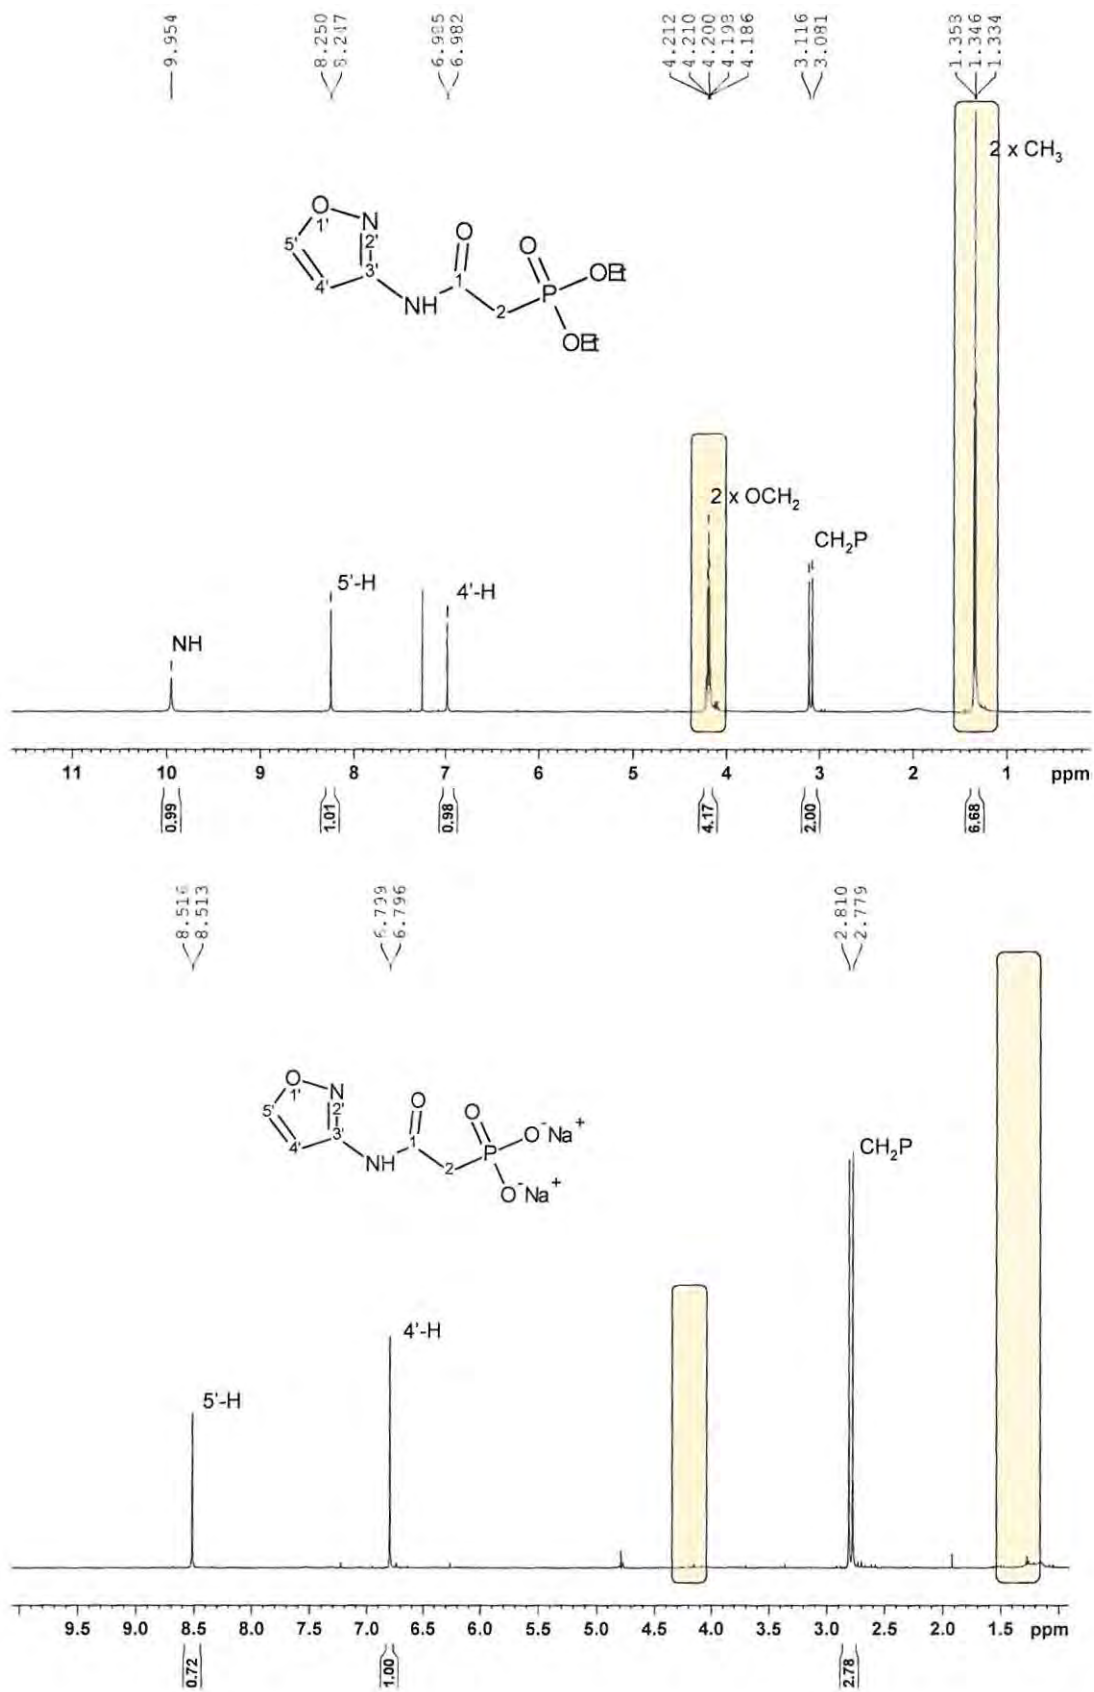 9.954
8.250
8.247
6.985
6.982
4.212
4.210
4.200
4.198
4.186
3.116
3.081
1.353
1.346
1.334
2 x CH3
O
1'
N
2'
3'
4'
5'
NH
O
1
2
O
P
OEt
OEt
2 x OCH2
CH2P
5'-H
4'-H
NH
11 10 9 8 7 6 5 4 3 2 1 ppm
0.99 1.01 0.98 4.17 2.00 6.68
8.516
8.513
6.799
6.796
2.810
2.779
O
1'
N
2'
3'
4'
5'
NH
O
1
2
O
P
O-Na+
O-Na+
CH2P
4'-H
5'-H
9.5 9.0 8.5 8.0 7.5 7.0 6.5 6.0 5.5 5.0 4.5 4.0 3.5 3.0 2.5 2.0 1.5 ppm
0.72 1.00 2.78